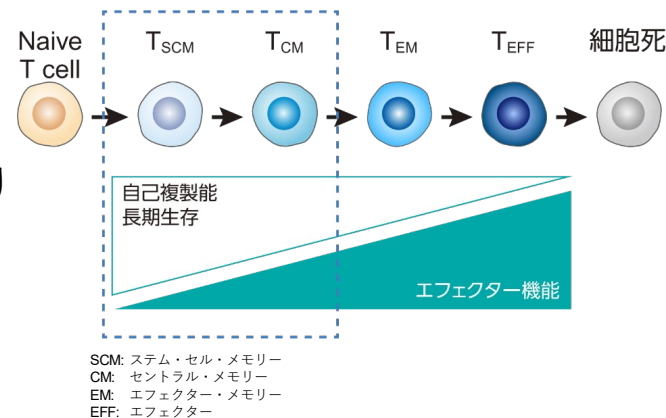 Naive
T cell
TSCM
TCM
TEM
TEFF
細胞死
自己複製能
長期生存
エフェクター機能
SCM: ステム・セル・メモリー
CM: セントラル・メモリー
EM: エフェクター・メモリー
EFF: エフェクター